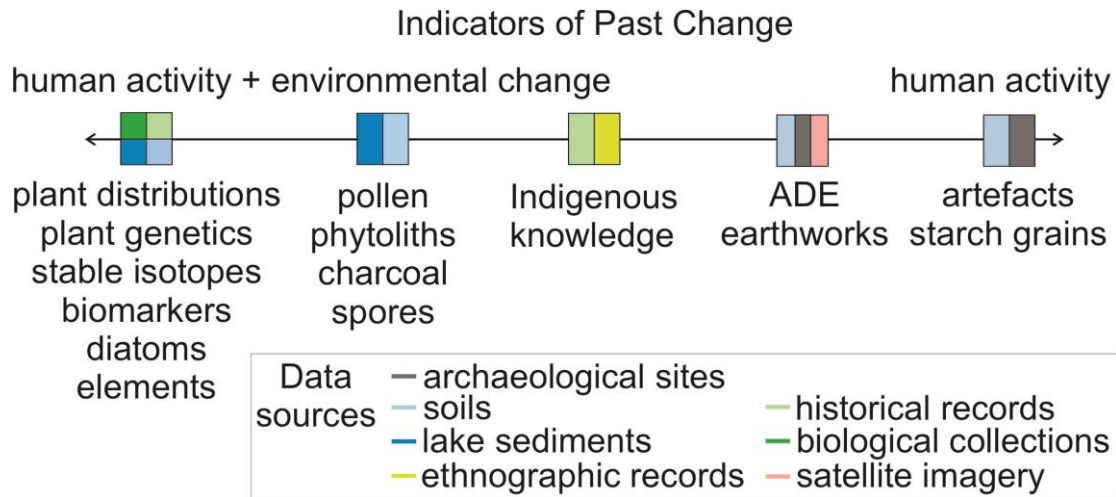 Indicators of Past Change
human activity + environmental change
human activity
plant distributions
plant genetics
stable isotopes
biomarkers
diatoms
elements
pollen
phytoliths
charcoal
spores
Indigenous
knowledge
ADE
earthworks
artefacts
starch grains
Data
sources
archaeological sites
soils
lake sediments
ethnographic records
historical records
biological collections
satellite imagery